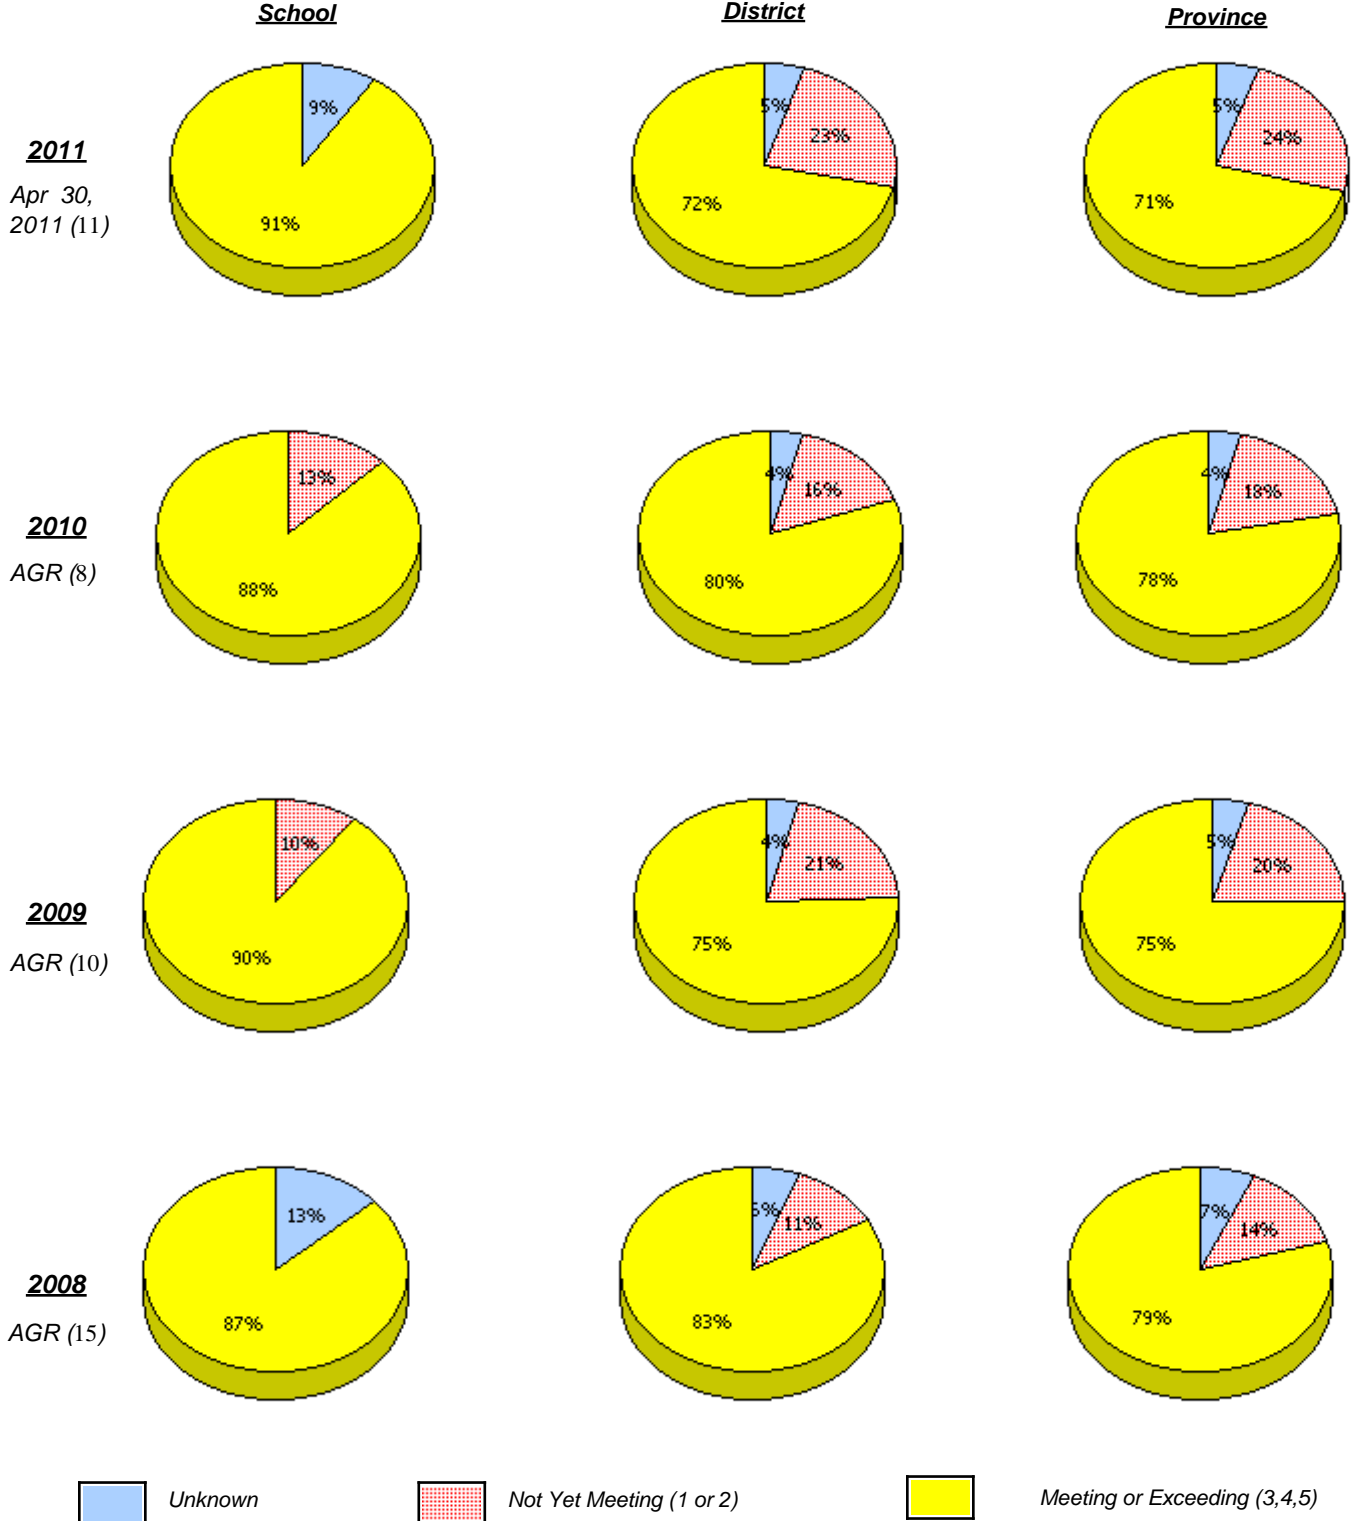 School District Province
9% 5% 23% 5% 24%
2011
Apr 30,
2011 (11)
91% 72% 71%
13% 4% 16% 4% 18%
2010
AGR (8)
88% 80% 78%
10% 4% 21% 5% 20%
2009
AGR (10)
90% 75% 75%
13% 11% 7% 14%
2008
AGR (15)
87% 83% 79%
Unknown Not Yet Meeting (1 or 2) Meeting or Exceeding (3,4,5)